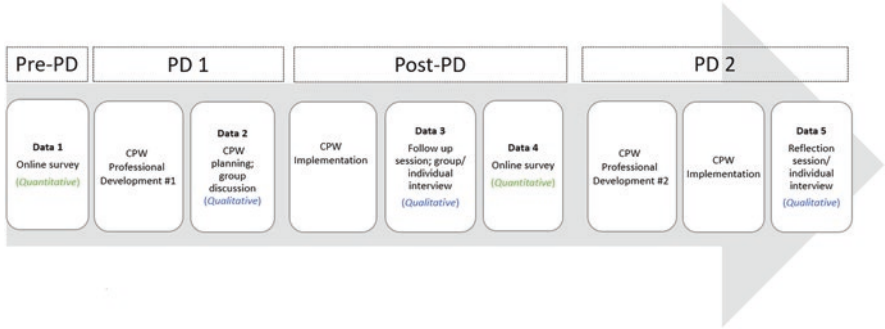 Pre-PD
PD 1
Post-PD
PD 2
Data 1
Online survey
(Quantitative)
CPW
Professional
Development #1
Data 2
CPW
planning;
group
discussion
(Qualitative)
CPW
Implementation
Data 3
Follow up
session; group/
individual
interview
(Qualitative)
Data 4
Online survey
(Quantitative)
CPW
Professional
Development #2
CPW
Implementation
Data 5
Reflection
session/
individual
interview
(Qualitative)